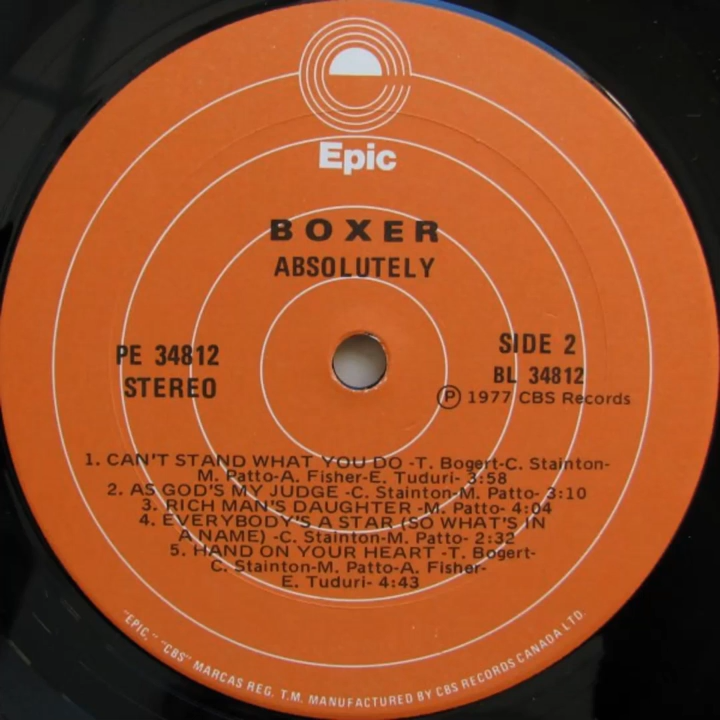 Epic
BOXER
ABSOLUTELY
PE 34812
STEREO
SIDE 2
BL 34812
Ⓟ 1977 CBS Records
1. CAN'T STAND WHAT YOU DO -T. Bogert-C. Stainton-
M. Patto-A. Fisher-E. Tuduri- 3:58
2. AS GOD'S MY JUDGE -C. Stainton-M. Patto- 3:10
3. RICH MAN'S DAUGHTER -M. Patto- 4:04
4. EVERYBODY'S A STAR (SO WHAT'S IN
A NAME) -C. Stainton-M. Patto- 2:32
5. HAND ON YOUR HEART -T. Bogert-
C. Stainton-M. Patto-A. Fisher-
E. Tuduri- 4:43
"EPIC," "CBS" MARCAS REG. T.M. MANUFACTURED BY CBS RECORDS CANADA LTD.